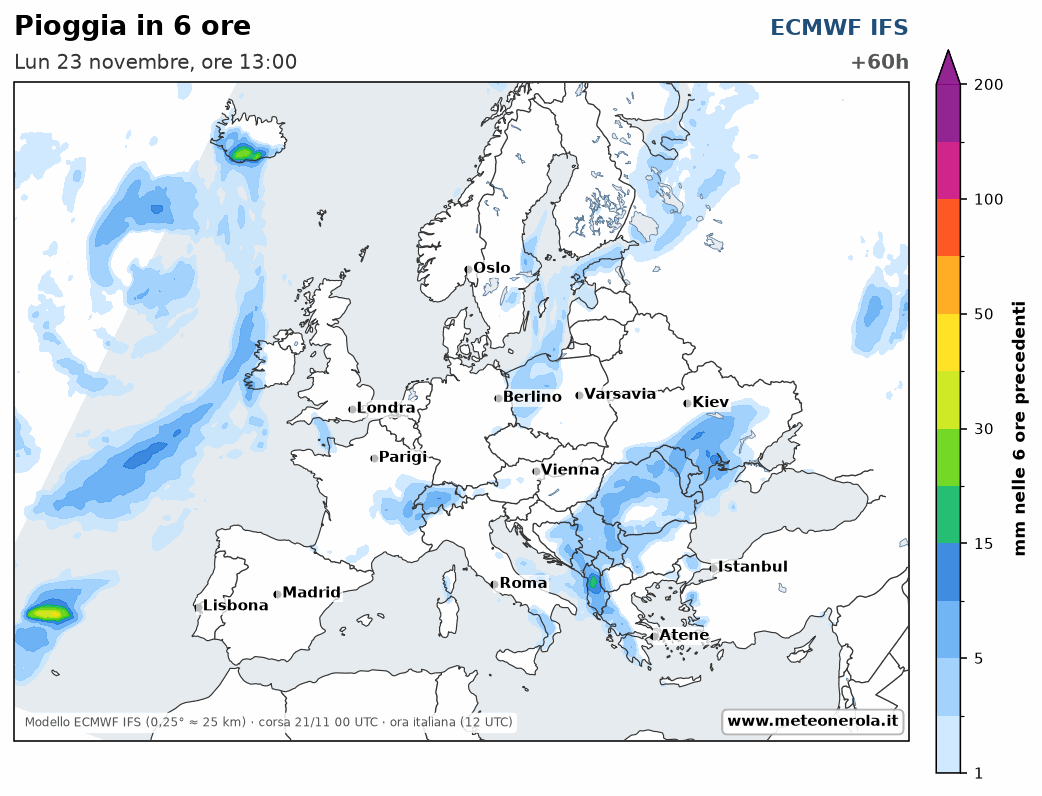 Pioggia in 6 ore
ECMWF IFS
Lun 23 novembre, ore 13:00
+60h
200
100
50
30
15
5
1
mm nelle 6 ore precedenti
Oslo
Berlino
Varsavia
Kiev
Londra
Parigi
Vienna
Istanbul
Roma
Madrid
Lisbona
Atene
Modello ECMWF IFS (0,25° ≈ 25 km) · corsa 21/11 00 UTC · ora italiana (12 UTC)
www.meteonerola.it